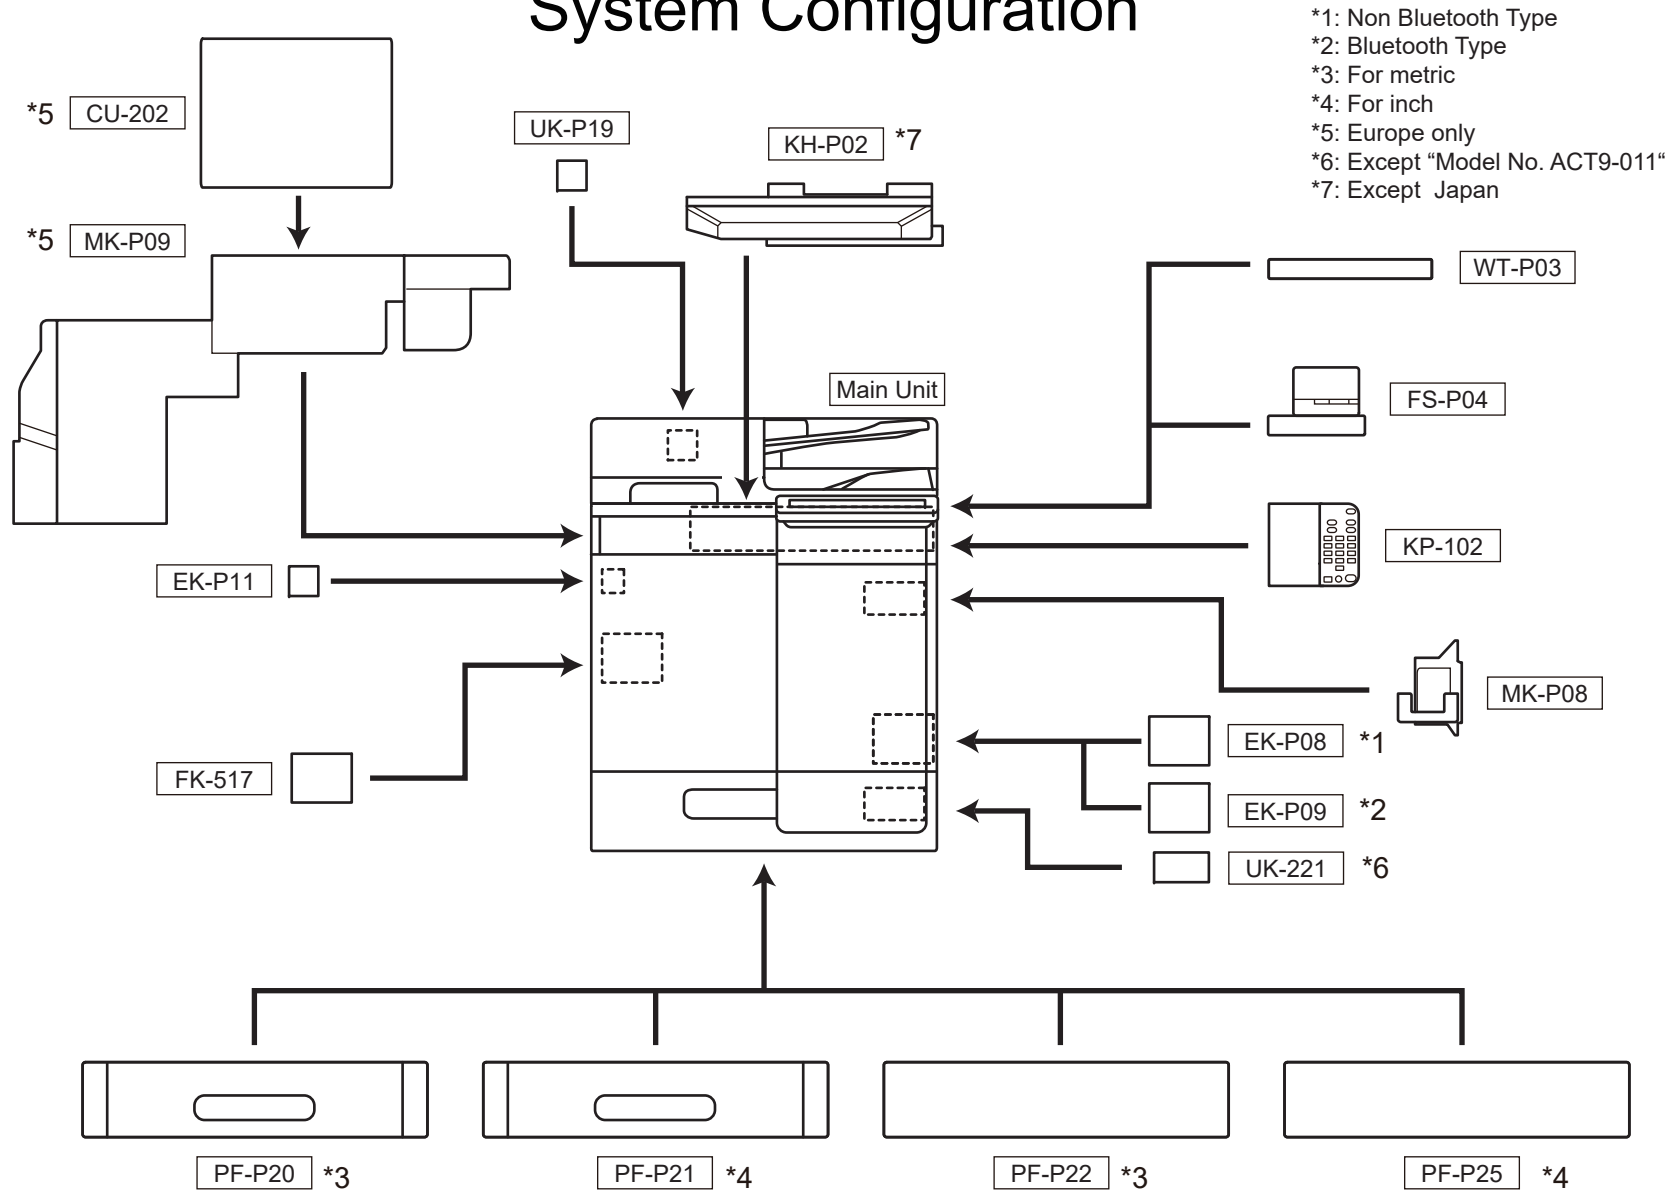 System Configuration
*1: Non Bluetooth Type
*2: Bluetooth Type
*3: For metric
*4: For inch
*5: Europe only
*6: Except “Model No. ACT9-011“
*7: Except  Japan
*5 CU-202
UK-P19
KH-P02 *7
*5 MK-P09
WT-P03
Main Unit
FS-P04
KP-102
EK-P11
MK-P08
EK-P08 *1
FK-517
EK-P09 *2
UK-221 *6
PF-P20 *3
PF-P21 *4
PF-P22 *3
PF-P25 *4